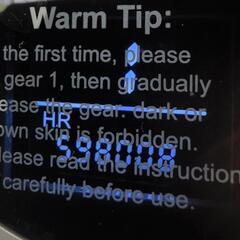 Warm Tip:
the first time, please
gear 1, then gradually
ease the gear. dark or
own skin is forbidden.
HR
598008
lease read the instruction
carefully before use.